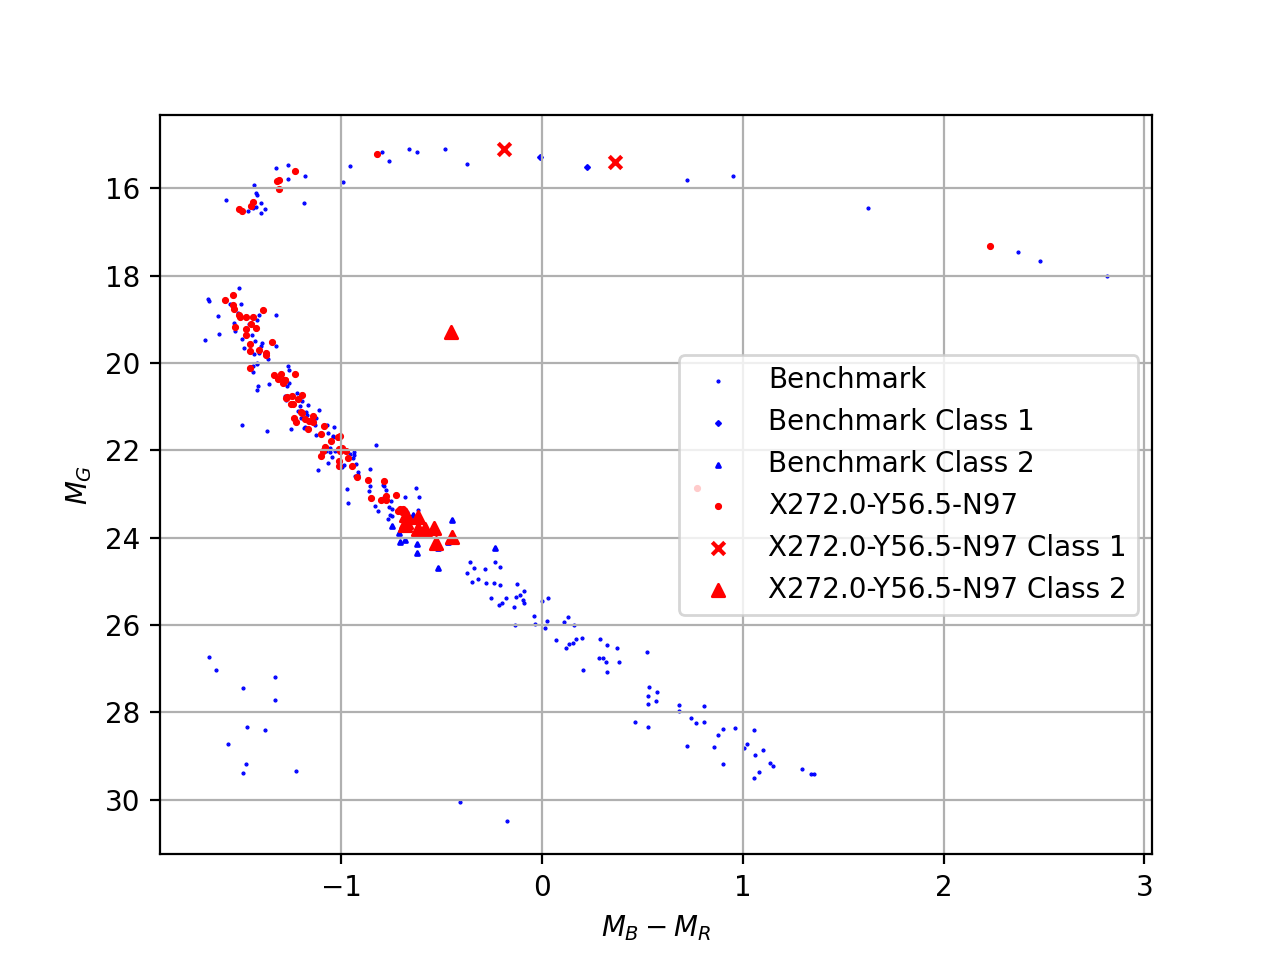 16
18
20
22
24
26
28
30
M_G
Benchmark
Benchmark Class 1
Benchmark Class 2
X272.0-Y56.5-N97
X272.0-Y56.5-N97 Class 1
X272.0-Y56.5-N97 Class 2
−1 0 1 2 3
M_B − M_R